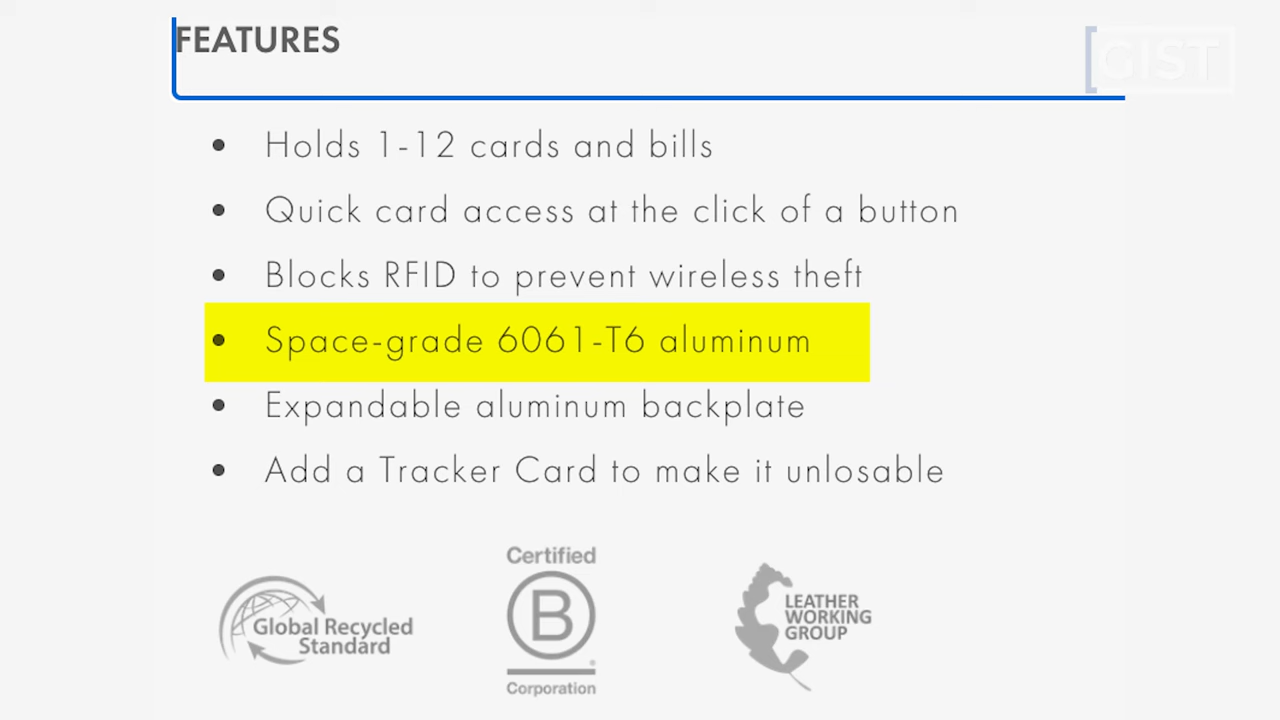 FEATURES
[GIST
Holds 1-12 cards and bills
Quick card access at the click of a button
Blocks RFID to prevent wireless theft
Space-grade 6061-T6 aluminum
Expandable aluminum backplate
Add a Tracker Card to make it unlosable
Global Recycled
Standard
Certified
B
®
Corporation
LEATHER
WORKING
GROUP